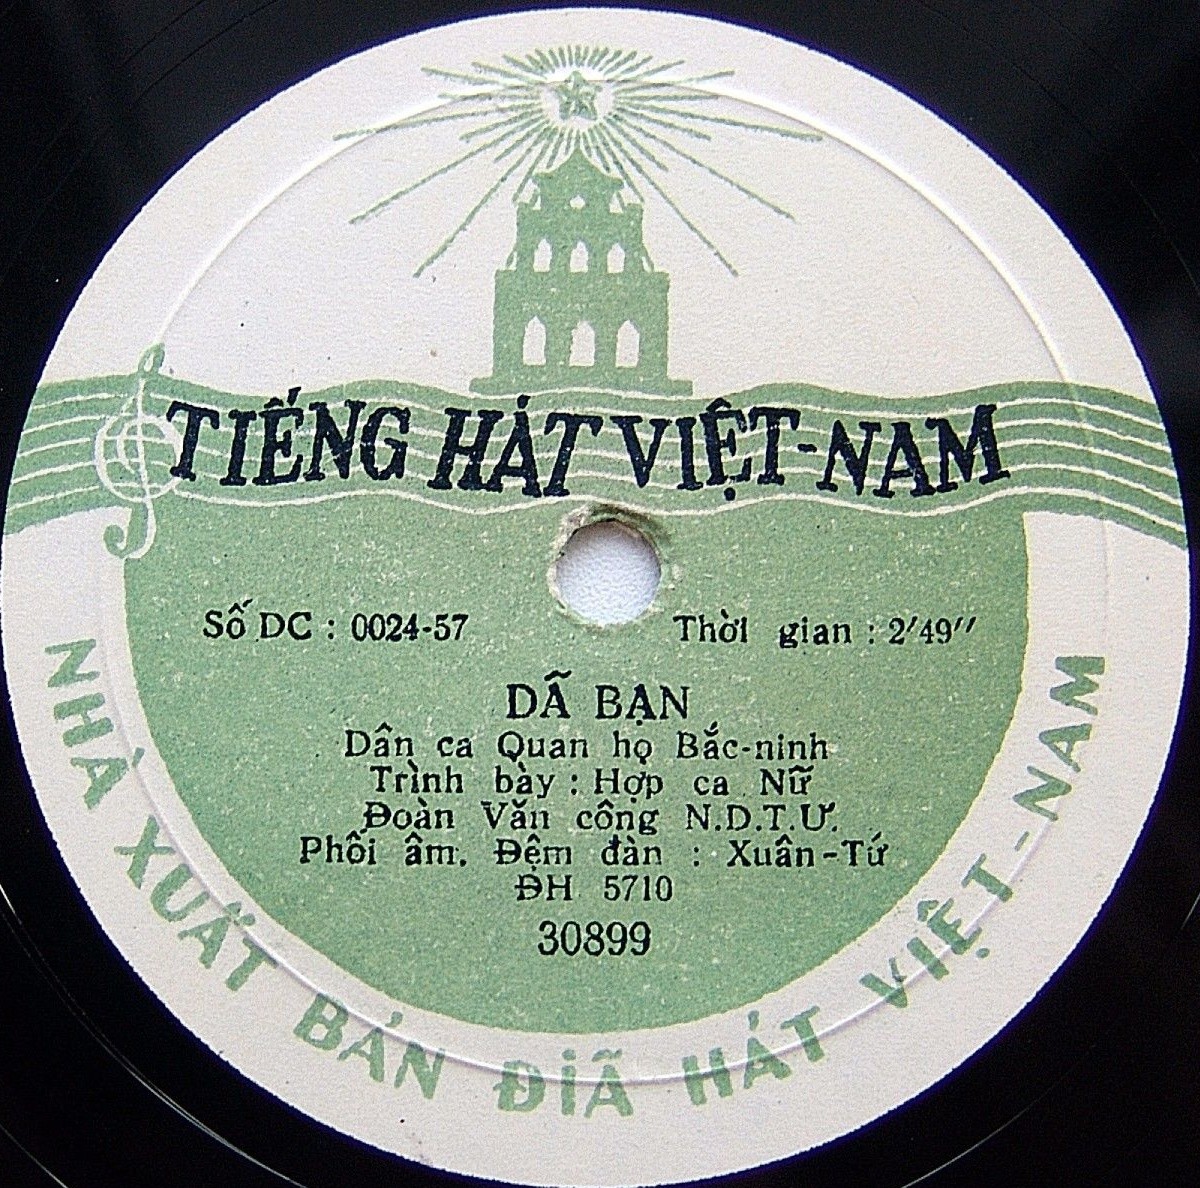 TIẾNG HÁT VIỆT-NAM
Số DC : 0024-57
Thời gian : 2'49''
DÃ BẠN
Dân ca Quan họ Bắc-ninh
Trình bày : Hợp ca Nữ
Đoàn Văn công N.D.T.Ư.
Phối âm. Đệm đàn : Xuân-Tứ
ĐH 5710
30899
NHÀ XUẤT BẢN ĐĨA HÁT VIỆT-NAM